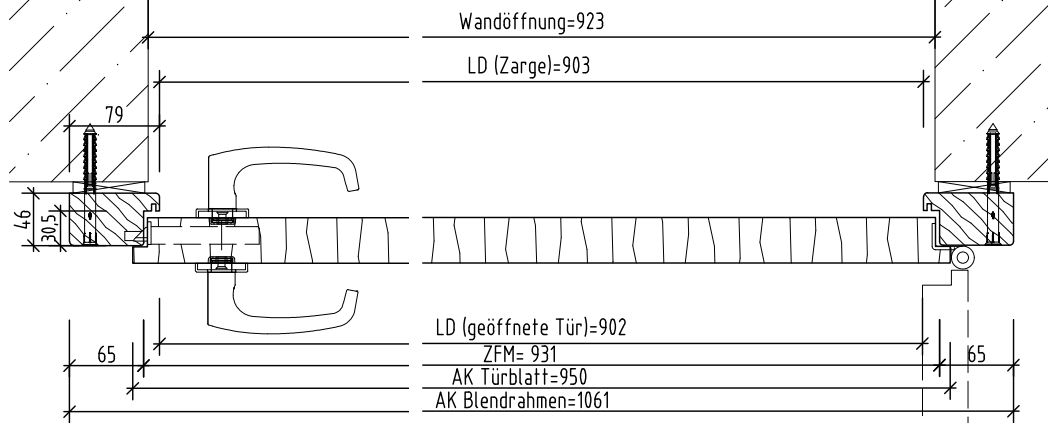 Wandöffnung=923
LD (Zarge)=903
79
46
30,5
LD (geöffnete Tür)=902
65
ZFM= 931
65
AK Türblatt=950
AK Blendrahmen=1061